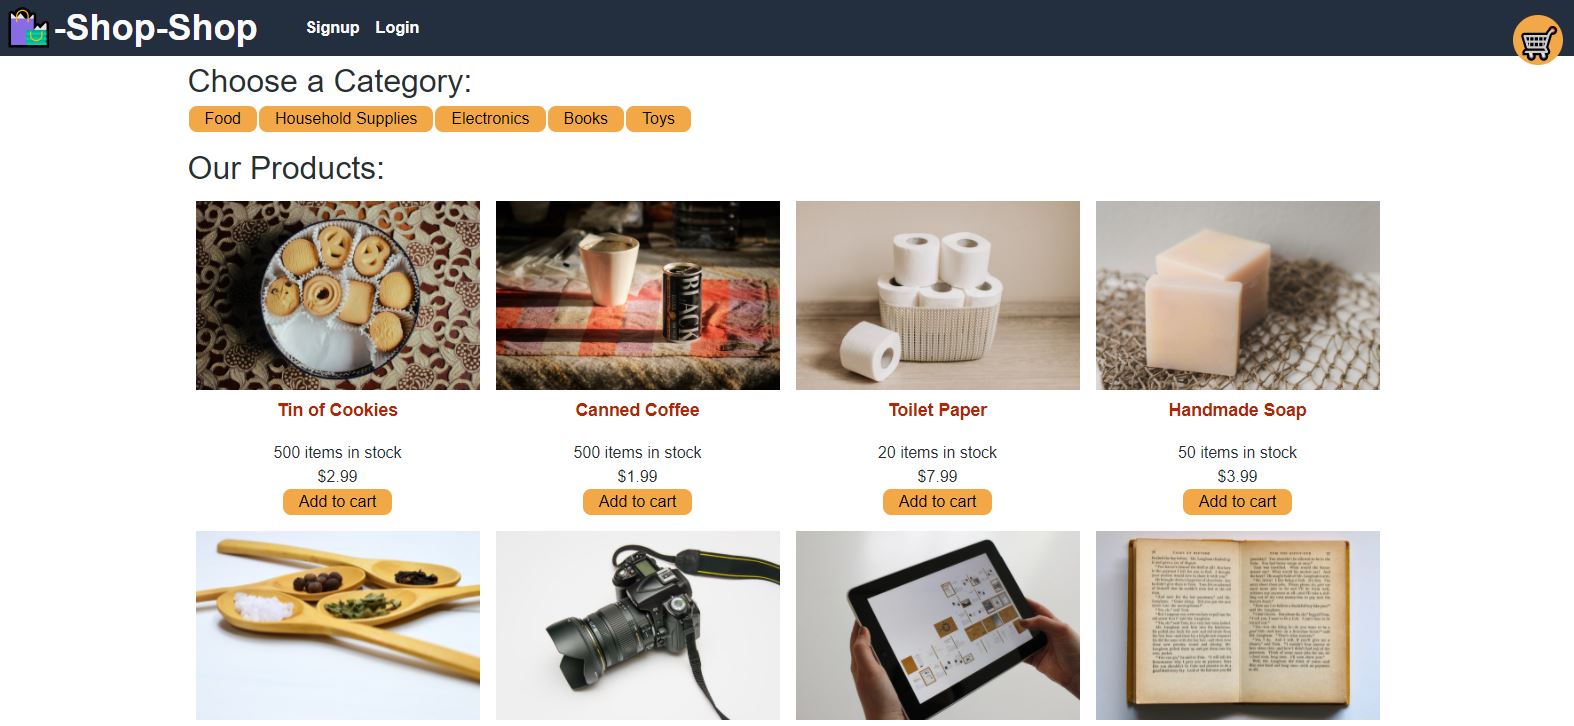 -Shop-Shop
Signup Login
Choose a Category:
Food Household Supplies Electronics Books Toys
Our Products:
BLACK
Tin of Cookies Canned Coffee Toilet Paper Handmade Soap
500 items in stock 500 items in stock 20 items in stock 50 items in stock
$2.99 $1.99 $7.99 $3.99
Add to cart Add to cart Add to cart Add to cart